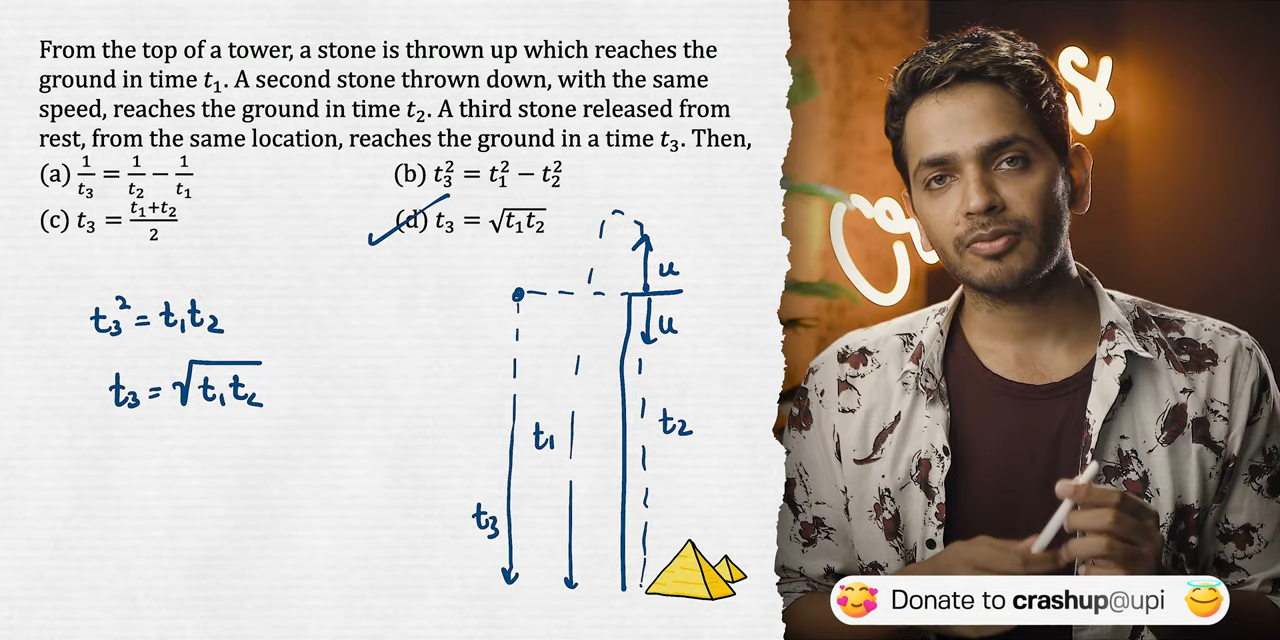 From the top of a tower, a stone is thrown up which reaches the
ground in time t₁. A second stone thrown down, with the same
speed, reaches the ground in time t₂. A third stone released from
rest, from the same location, reaches the ground in a time t₃. Then,
(a) 1/t₃ = 1/t₂ − 1/t₁ (b) t₃² = t₁² − t₂²
(c) t₃ = (t₁+t₂)/2 (d) t₃ = √(t₁t₂)
u
u
t₃² = t₁t₂
t₃ = √(t₁t₂)
t₁
t₂
t₃
Donate to crashup@upi